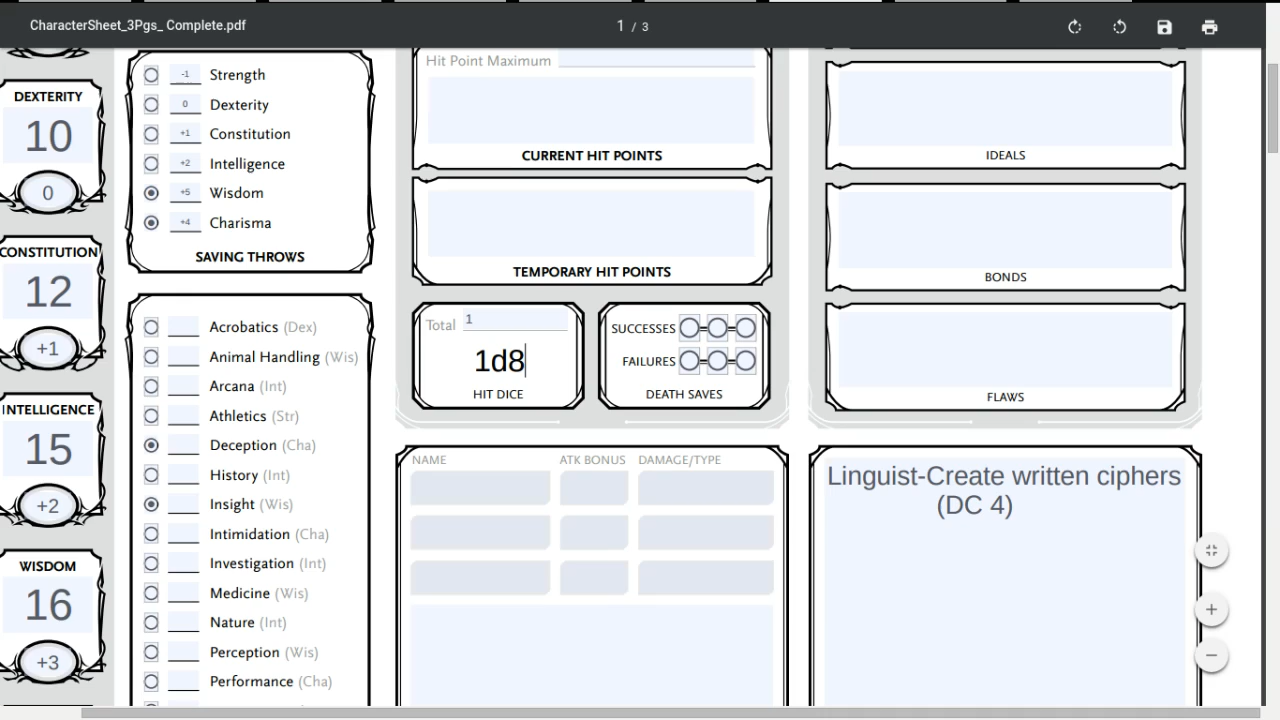 CharacterSheet_3Pgs_ Complete.pdf
1 / 3
DEXTERITY
10
0
CONSTITUTION
12
+1
INTELLIGENCE
15
+2
WISDOM
16
+3
-1 Strength
0 Dexterity
+1 Constitution
+2 Intelligence
+5 Wisdom
+4 Charisma
SAVING THROWS
Acrobatics (Dex)
Animal Handling (Wis)
Arcana (Int)
Athletics (Str)
Deception (Cha)
History (Int)
Insight (Wis)
Intimidation (Cha)
Investigation (Int)
Medicine (Wis)
Nature (Int)
Perception (Wis)
Performance (Cha)
Hit Point Maximum
CURRENT HIT POINTS
TEMPORARY HIT POINTS
Total 1
1d8
HIT DICE
SUCCESSES
FAILURES
DEATH SAVES
NAME ATK BONUS DAMAGE/TYPE
IDEALS
BONDS
FLAWS
Linguist-Create written ciphers
(DC 4)